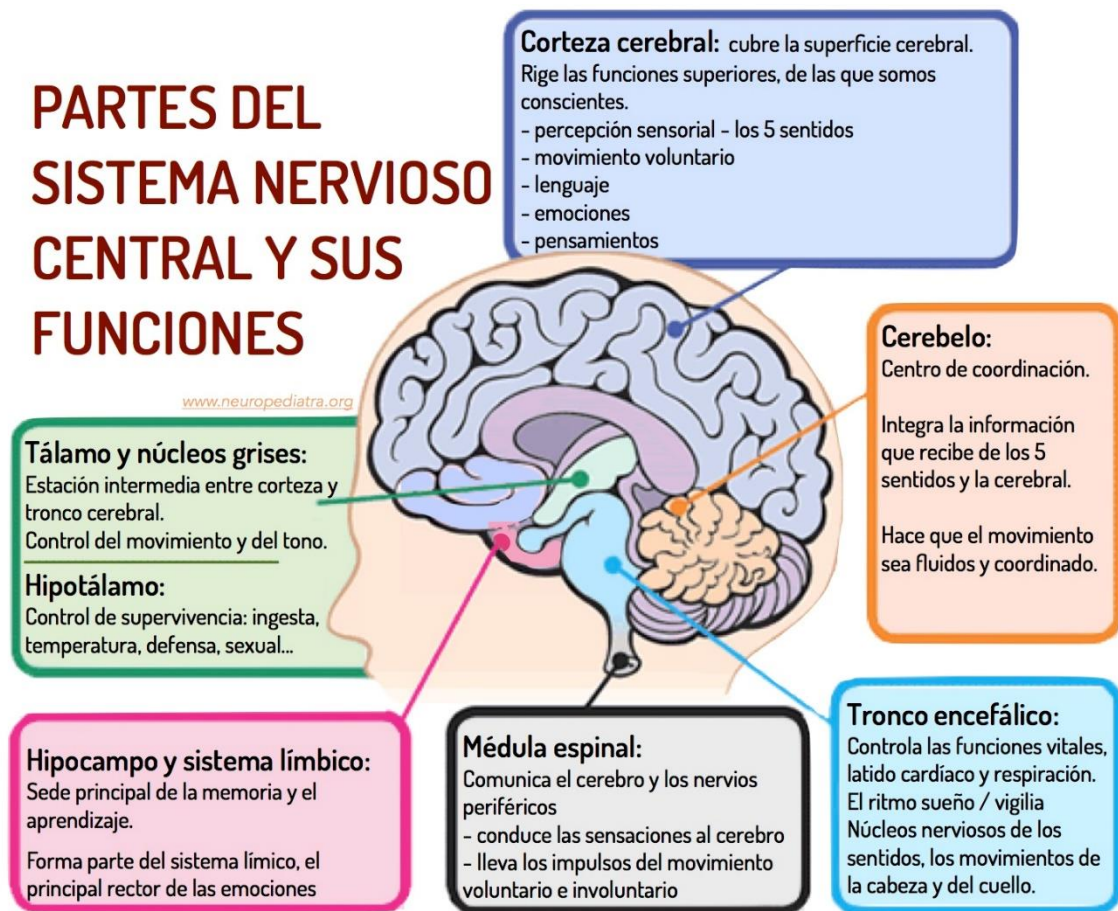 PARTES DEL
SISTEMA NERVIOSO
CENTRAL Y SUS
FUNCIONES
www.neuropediatra.org
Corteza cerebral: cubre la superficie cerebral.
Rige las funciones superiores, de las que somos
conscientes.
- percepción sensorial - los 5 sentidos
- movimiento voluntario
- lenguaje
- emociones
- pensamientos
Cerebelo:
Centro de coordinación.
Integra la información
que recibe de los 5
sentidos y la cerebral.
Hace que el movimiento
sea fluidos y coordinado.
Tálamo y núcleos grises:
Estación intermedia entre corteza y
tronco cerebral.
Control del movimiento y del tono.
Hipotálamo:
Control de supervivencia: ingesta,
temperatura, defensa, sexual...
Hipocampo y sistema límbico:
Sede principal de la memoria y el
aprendizaje.
Forma parte del sistema límico, el
principal rector de las emociones
Médula espinal:
Comunica el cerebro y los nervios
periféricos
- conduce las sensaciones al cerebro
- lleva los impulsos del movimiento
voluntario e involuntario
Tronco encefálico:
Controla las funciones vitales,
latido cardíaco y respiración.
El ritmo sueño / vigilia
Núcleos nerviosos de los
sentidos, los movimientos de
la cabeza y del cuello.